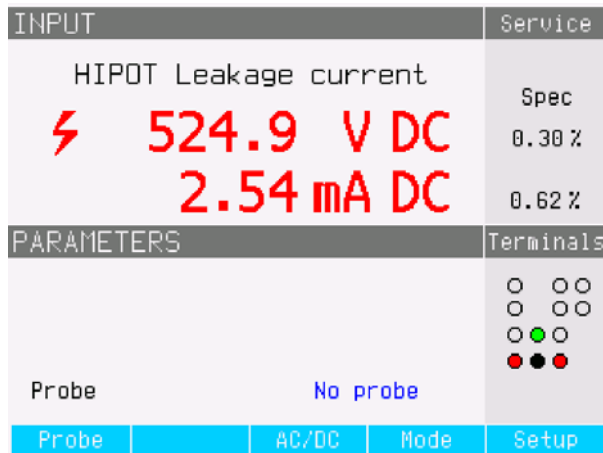 INPUT
Service
HIPOT Leakage current
Spec
524.9 V DC
0.30 %
2.54 mA DC
0.62 %
PARAMETERS
Terminals
Probe
No probe
Probe
AC/DC
Mode
Setup